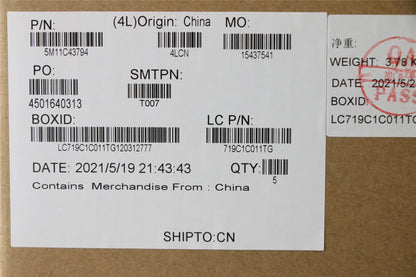 P/N: (4L)Origin: China MO:
5M11C43794 4LCN 15437541
PO: SMTPN:
4501640313 T007
BOXID: LC P/N:
LC719C1C011TG120312777 719C1C011TG
DATE: 2021/5/19 21:43:43 QTY:
5
Contains Merchandise From : China
SHIPTO:CN
净重:
WEIGHT: 3.78 K
DATE: 2021/5/2
BOXID:
LC719C1C011TG
PASS